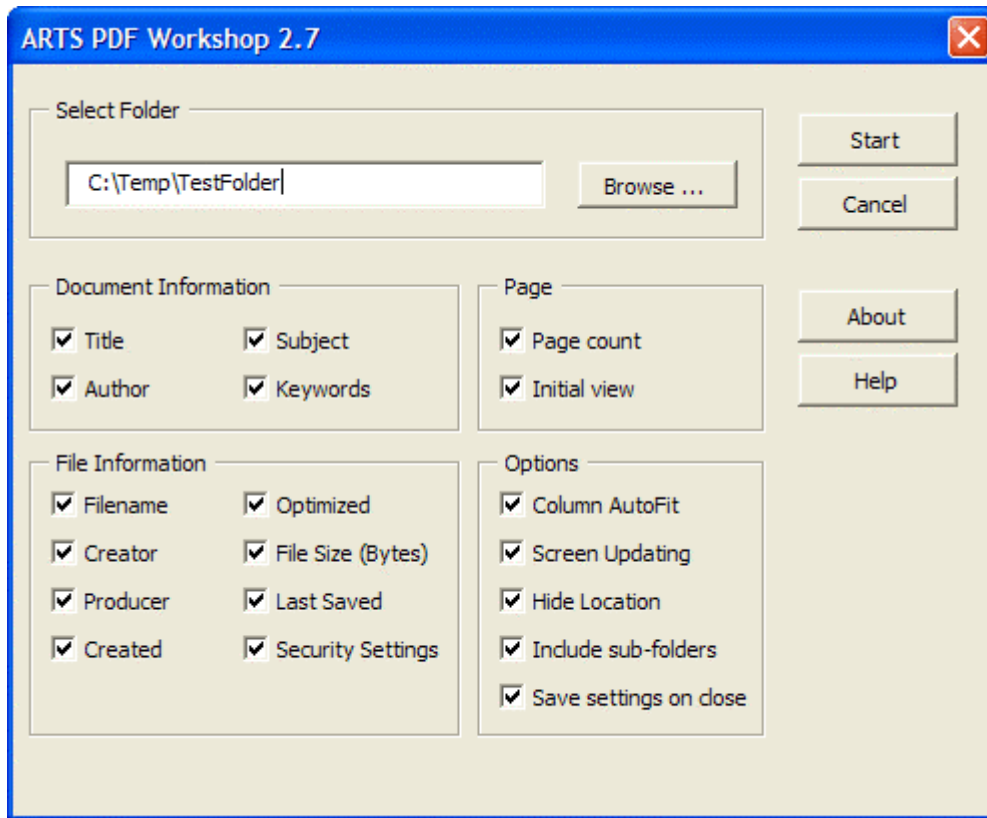 ARTS PDF Workshop 2.7
Select Folder
C:\Temp\TestFolder
Browse ...
Start
Cancel
About
Help
Document Information
Title
Subject
Author
Keywords
Page
Page count
Initial view
File Information
Filename
Optimized
Creator
File Size (Bytes)
Producer
Last Saved
Created
Security Settings
Options
Column AutoFit
Screen Updating
Hide Location
Include sub-folders
Save settings on close